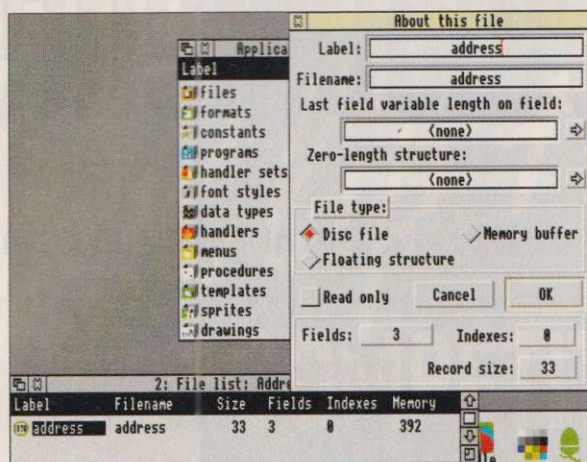 About this file
Label: address
Filename: address
Last field variable length on field:
<none>
Zero-length structure:
<none>
File type:
Disc file
Memory buffer
Floating structure
Read only
Cancel
OK
Fields: 3
Indexes: 0
Record size: 33
Applica
Label
files
formats
constants
programs
handler sets
font styles
data types
handlers
menus
procedures
templates
sprites
drawings
2: File list: Addre
Label Filename Size Fields Indexes Memory
address address 33 3 0 392